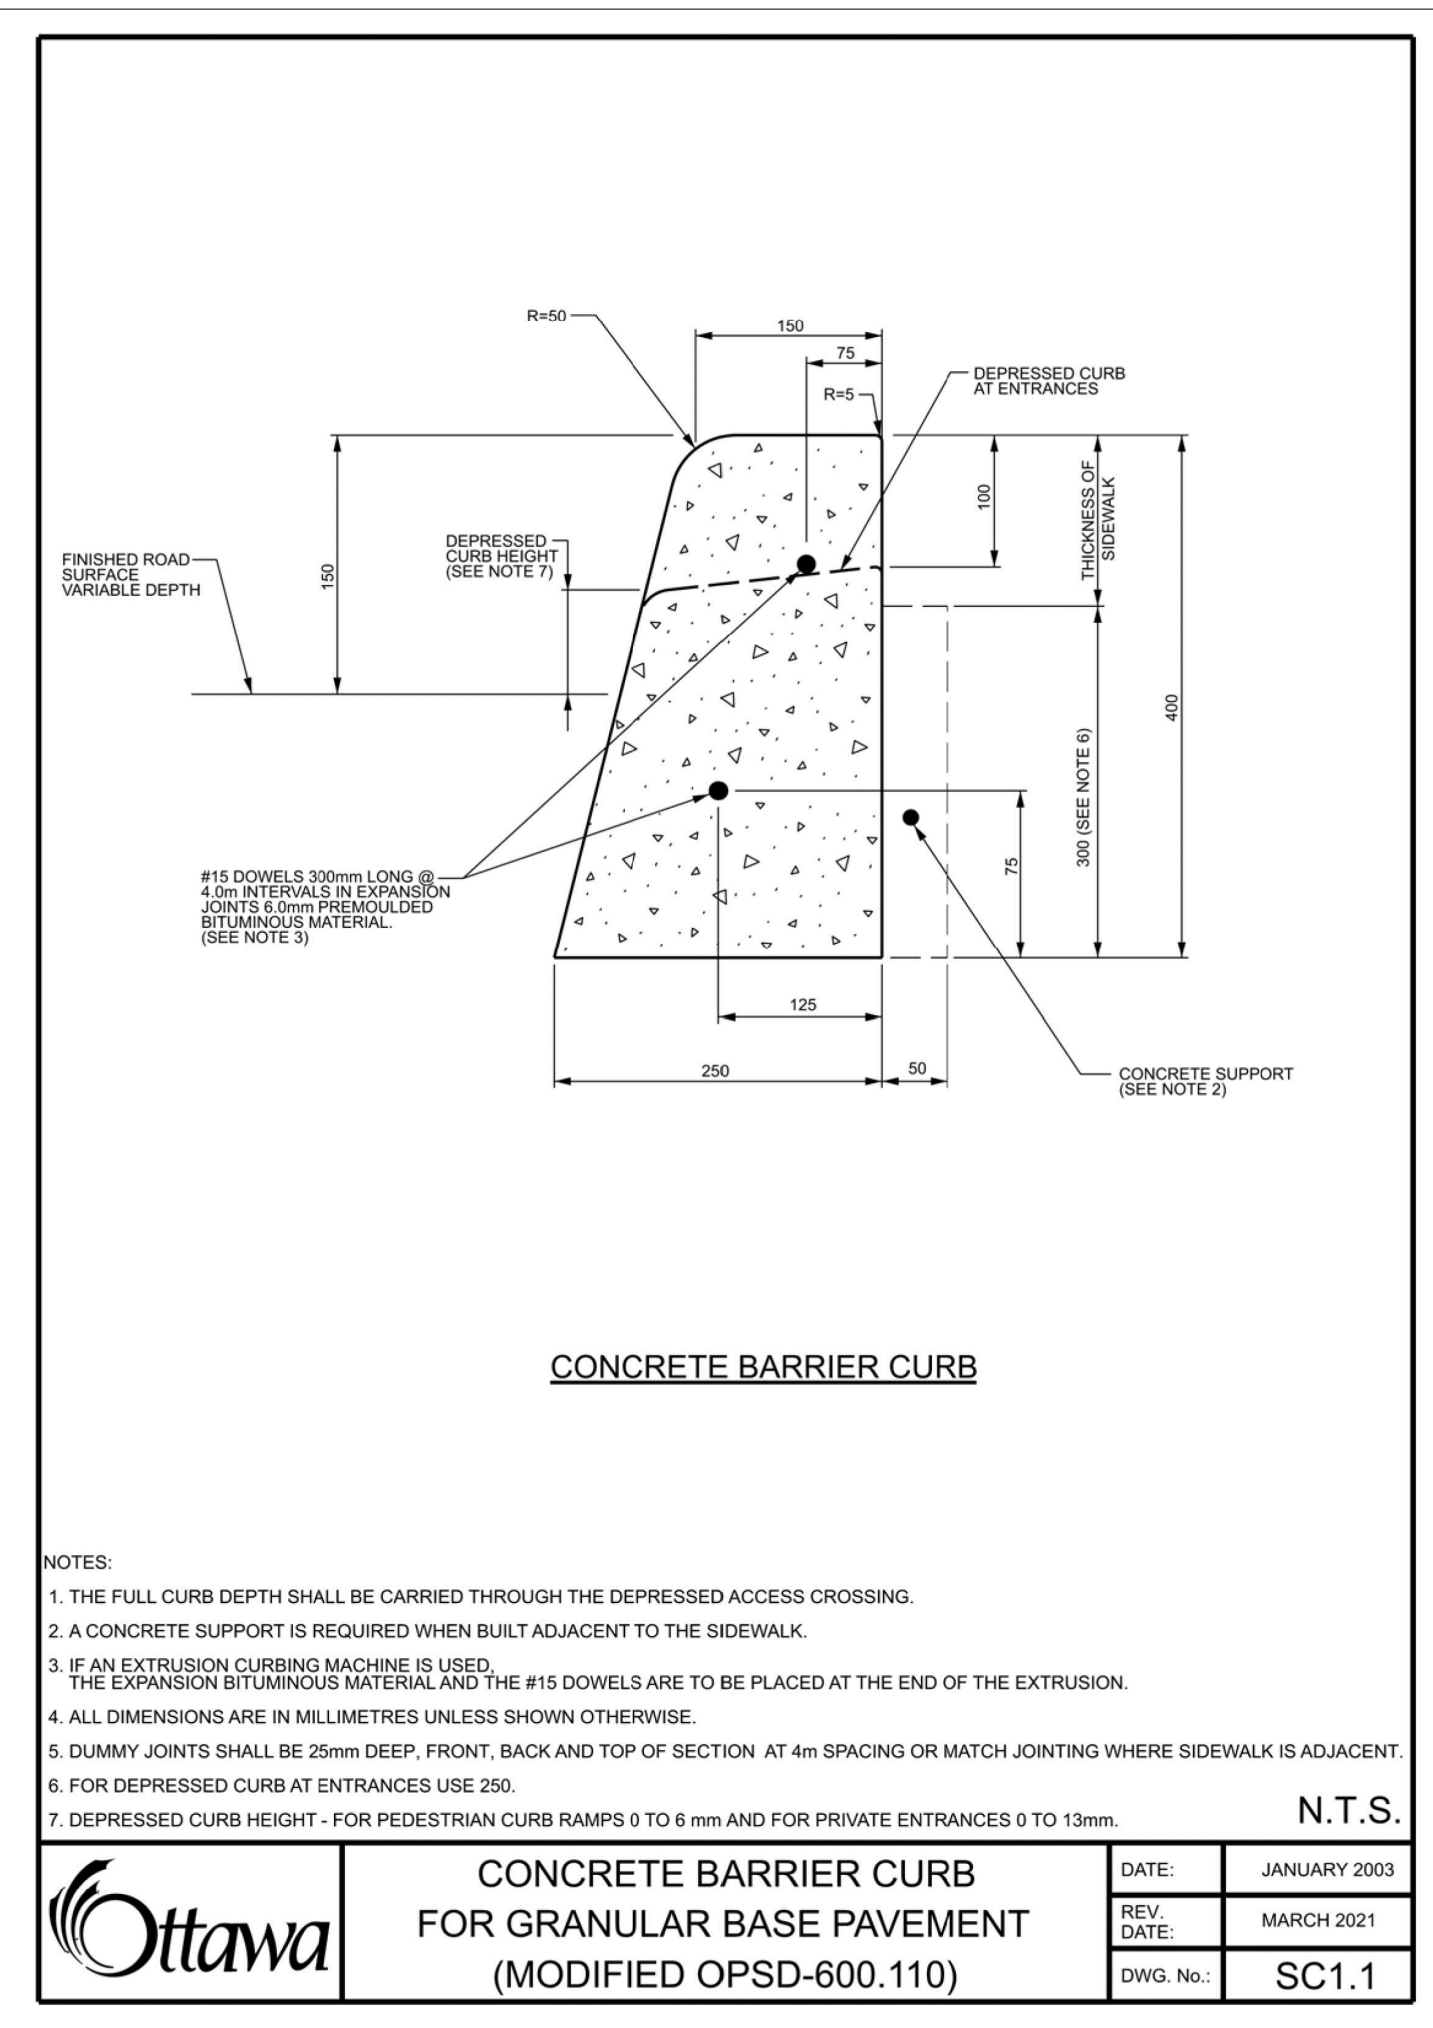 R=50
150
75
R=5
DEPRESSED CURB
AT ENTRANCES
100
THICKNESS OF
SIDEWALK
FINISHED ROAD
SURFACE
VARIABLE DEPTH
150
DEPRESSED
CURB HEIGHT
(SEE NOTE 7)
400
300 (SEE NOTE 6)
75
#15 DOWELS 300mm LONG @
4.0m INTERVALS IN EXPANSION
JOINTS 6.0mm PREMOULDED
BITUMINOUS MATERIAL.
(SEE NOTE 3)
125
250
50
CONCRETE SUPPORT
(SEE NOTE 2)
CONCRETE BARRIER CURB
NOTES:
1. THE FULL CURB DEPTH SHALL BE CARRIED THROUGH THE DEPRESSED ACCESS CROSSING.
2. A CONCRETE SUPPORT IS REQUIRED WHEN BUILT ADJACENT TO THE SIDEWALK.
3. IF AN EXTRUSION CURBING MACHINE IS USED,
THE EXPANSION BITUMINOUS MATERIAL AND THE #15 DOWELS ARE TO BE PLACED AT THE END OF THE EXTRUSION.
4. ALL DIMENSIONS ARE IN MILLIMETRES UNLESS SHOWN OTHERWISE.
5. DUMMY JOINTS SHALL BE 25mm DEEP, FRONT, BACK AND TOP OF SECTION AT 4m SPACING OR MATCH JOINTING WHERE SIDEWALK IS ADJACENT.
6. FOR DEPRESSED CURB AT ENTRANCES USE 250.
7. DEPRESSED CURB HEIGHT - FOR PEDESTRIAN CURB RAMPS 0 TO 6 mm AND FOR PRIVATE ENTRANCES 0 TO 13mm.
N.T.S.
Ottawa
CONCRETE BARRIER CURB
FOR GRANULAR BASE PAVEMENT
(MODIFIED OPSD-600.110)
DATE: JANUARY 2003
REV.
DATE: MARCH 2021
DWG. No.: SC1.1